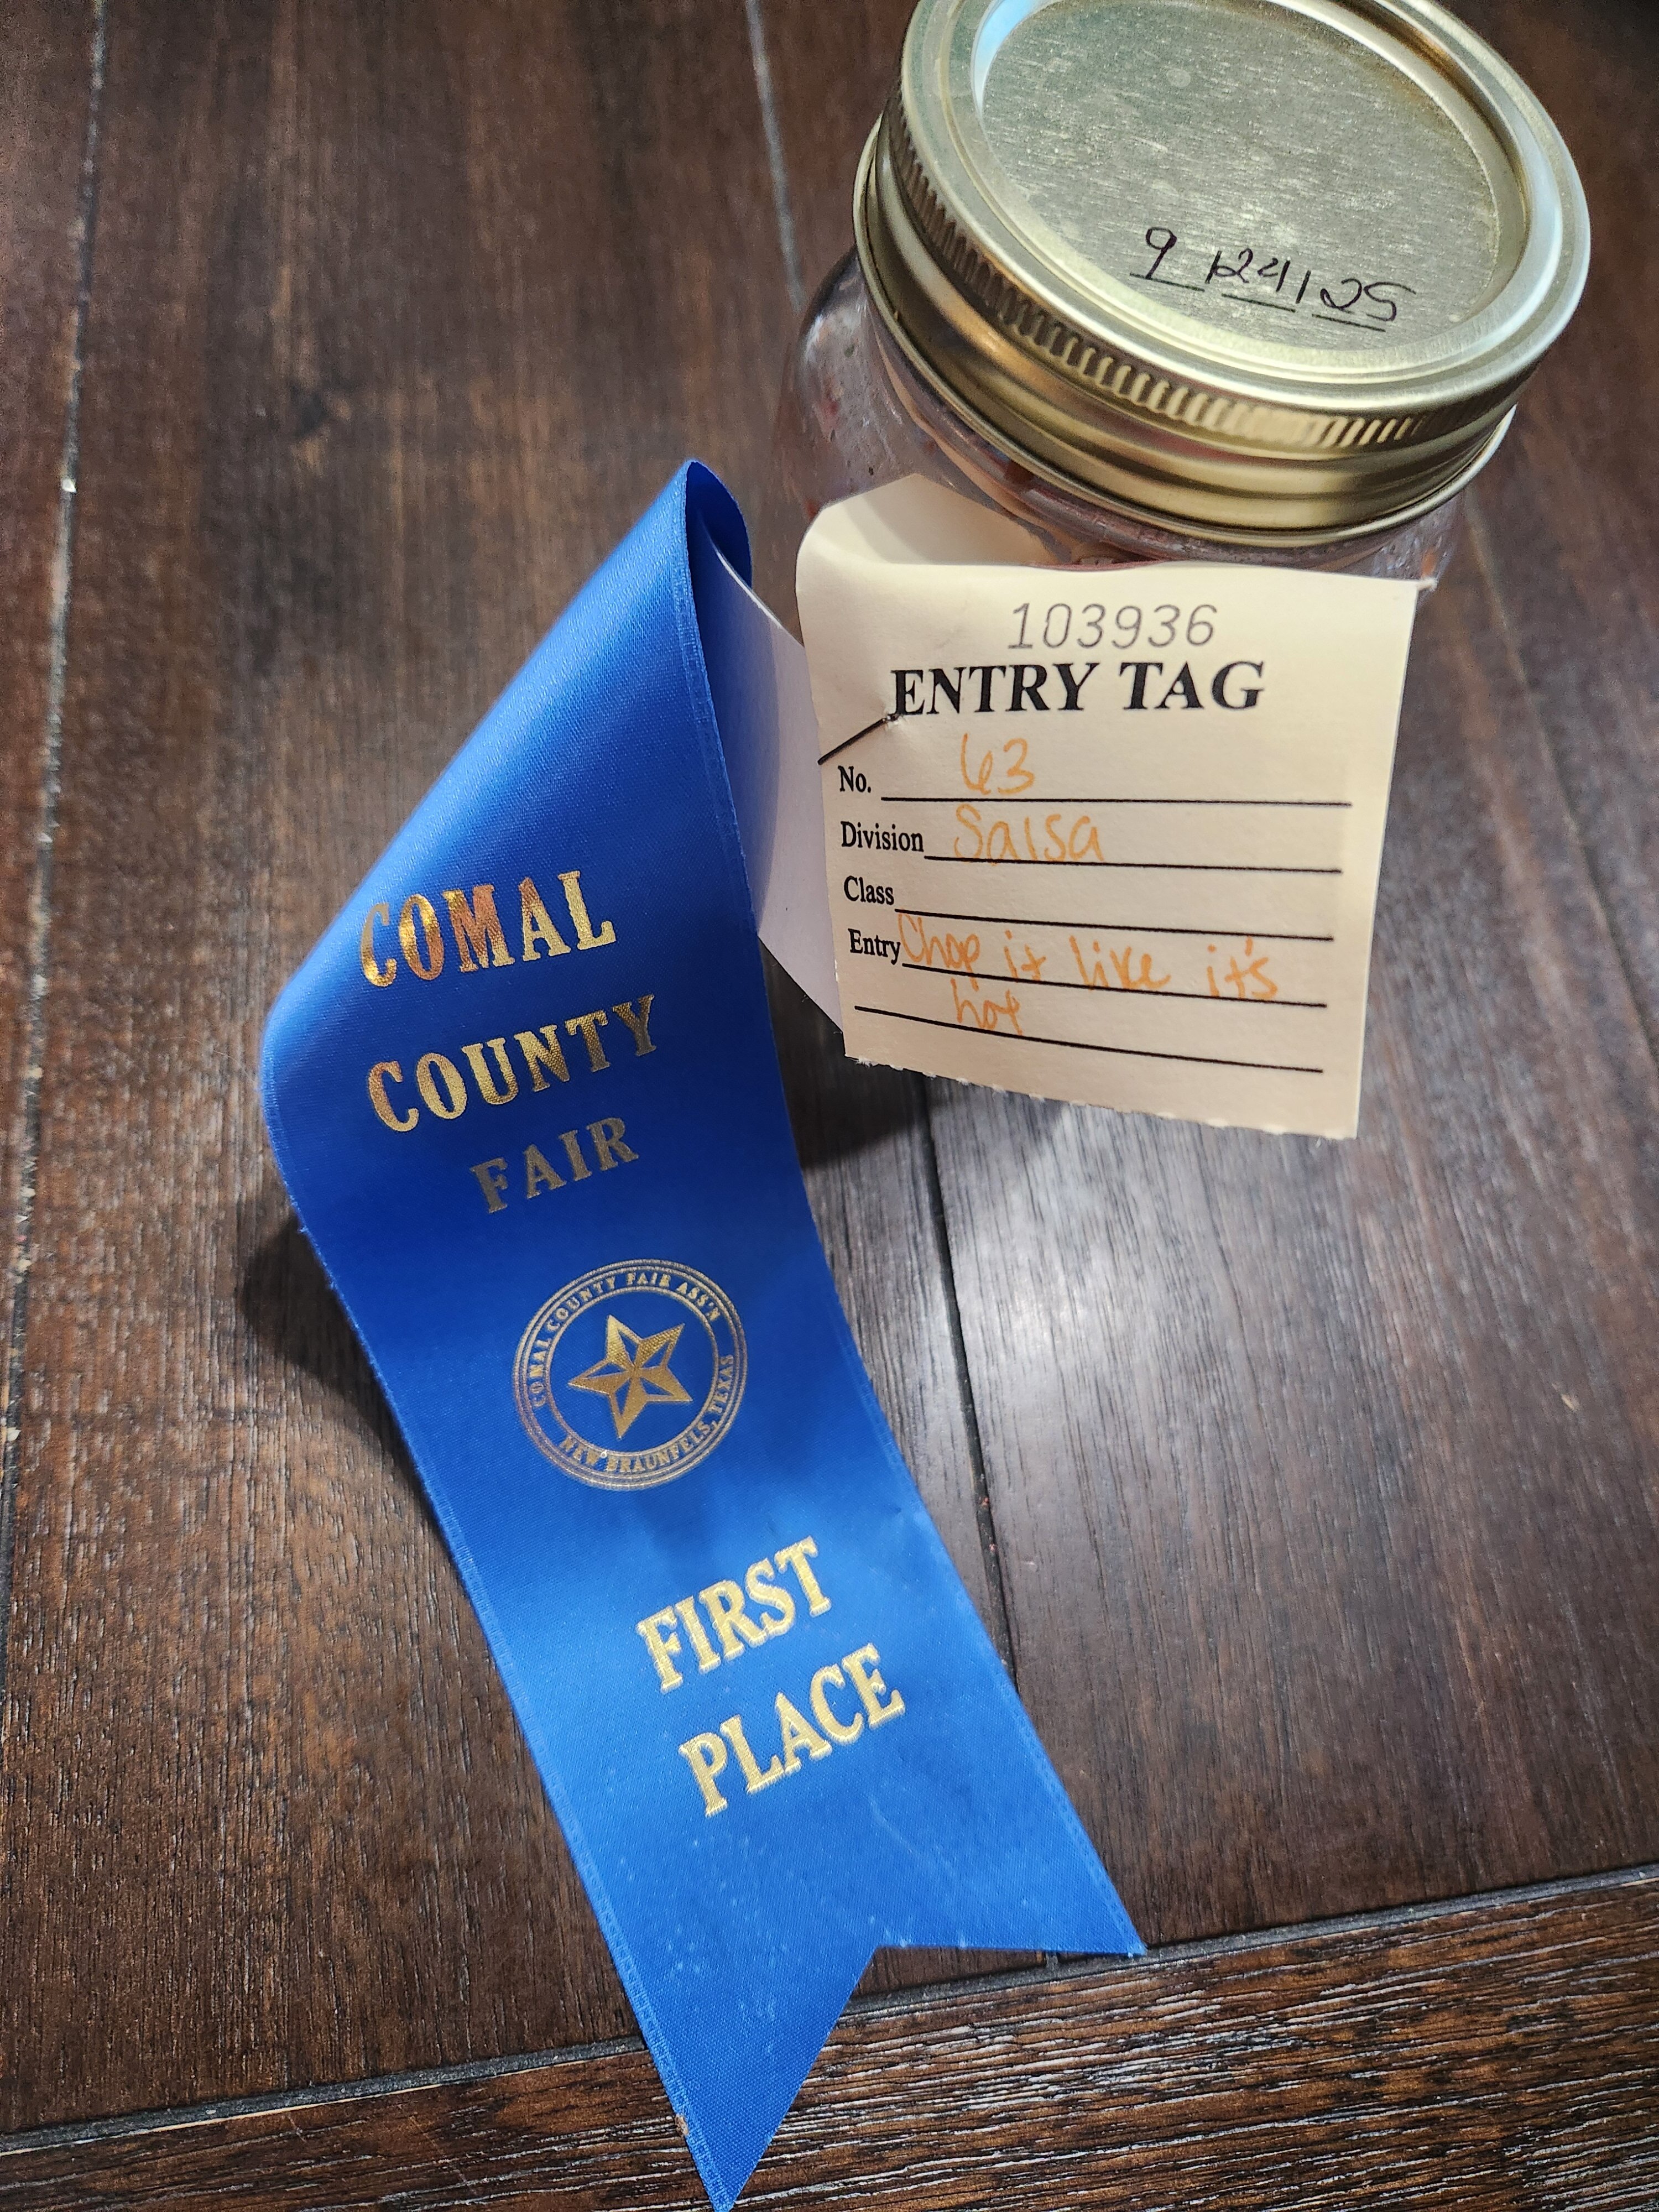 9/24/25
103936
ENTRY TAG
No. 63
Division Salsa
Class
Entry Chop it like it's
hot
COMAL
COUNTY
FAIR
COMAL COUNTY FAIR ASS'N
NEW BRAUNFELS, TEXAS
FIRST
PLACE